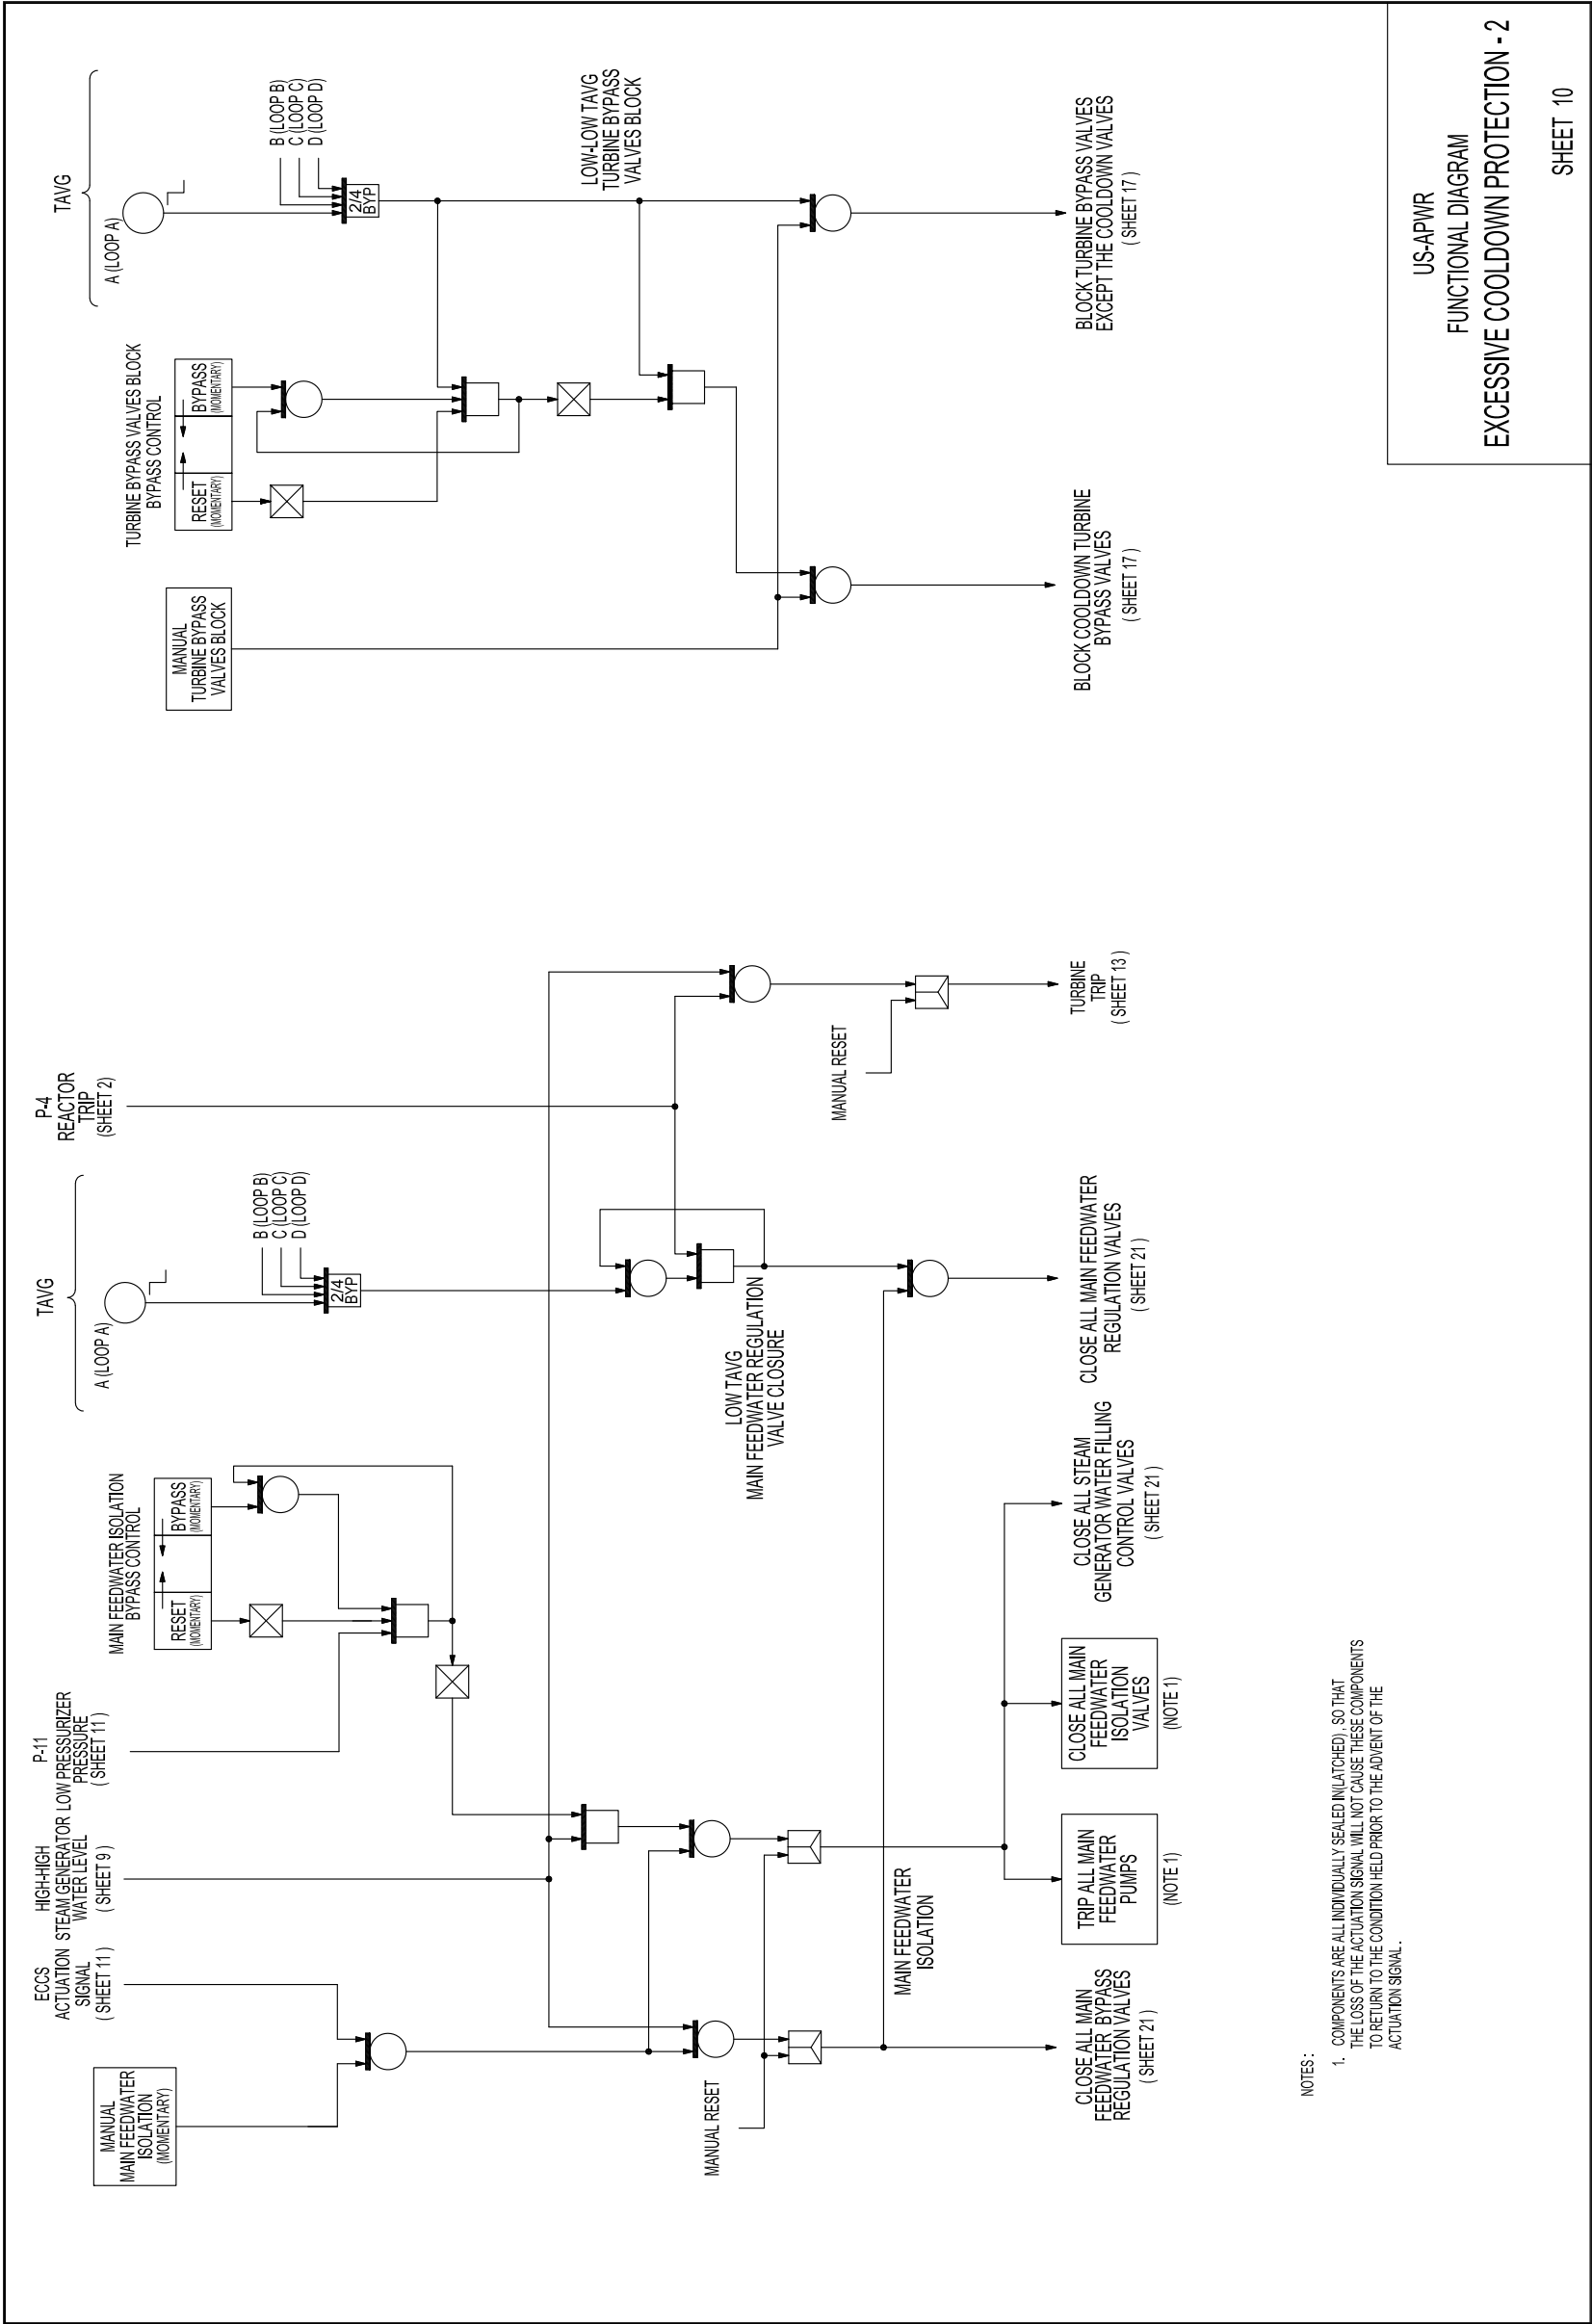 MANUAL
MAIN FEEDWATER
ISOLATION
(MOMENTARY)
ECCS
ACTUATION
SIGNAL
( SHEET 11 )
HIGH-HIGH
STEAM GENERATOR
WATER LEVEL
( SHEET 9 )
P-11
LOW PRESSURIZER
PRESSURE
( SHEET 11 )
MAIN FEEDWATER ISOLATION
BYPASS CONTROL
RESET
(MOMENTARY)
BYPASS
(MOMENTARY)
TAVG
A (LOOP A)
B (LOOP B)
C (LOOP C)
D (LOOP D)
2/4
BYP
P-4
REACTOR
TRIP
(SHEET 2)
MANUAL
TURBINE BYPASS
VALVES BLOCK
TURBINE BYPASS VALVES BLOCK
BYPASS CONTROL
RESET
(MOMENTARY)
BYPASS
(MOMENTARY)
TAVG
A (LOOP A)
B (LOOP B)
C (LOOP C)
D (LOOP D)
2/4
BYP
LOW-LOW TAVG
TURBINE BYPASS
VALVES BLOCK
LOW TAVG
MAIN FEEDWATER REGULATION
VALVE CLOSURE
MANUAL RESET
MANUAL RESET
MAIN FEEDWATER
ISOLATION
CLOSE ALL MAIN
FEEDWATER BYPASS
REGULATION VALVES
( SHEET 21 )
TRIP ALL MAIN
FEEDWATER
PUMPS
(NOTE 1)
CLOSE ALL MAIN
FEEDWATER
ISOLATION
VALVES
(NOTE 1)
CLOSE ALL STEAM
GENERATOR WATER FILLING
CONTROL VALVES
( SHEET 21 )
CLOSE ALL MAIN FEEDWATER
REGULATION VALVES
( SHEET 21 )
TURBINE
TRIP
( SHEET 13 )
BLOCK COOLDOWN TURBINE
BYPASS VALVES
( SHEET 17 )
BLOCK TURBINE BYPASS VALVES
EXCEPT THE COOLDOWN VALVES
( SHEET 17 )
NOTES :
1. COMPONENTS ARE ALL INDIVIDUALLY SEALED IN(LATCHED), SO THAT
THE LOSS OF THE ACTUATION SIGNAL WILL NOT CAUSE THESE COMPONENTS
TO RETURN TO THE CONDITION HELD PRIOR TO THE ADVENT OF THE
ACTUATION SIGNAL.
US-APWR
FUNCTIONAL DIAGRAM
EXCESSIVE COOLDOWN PROTECTION - 2
SHEET 10